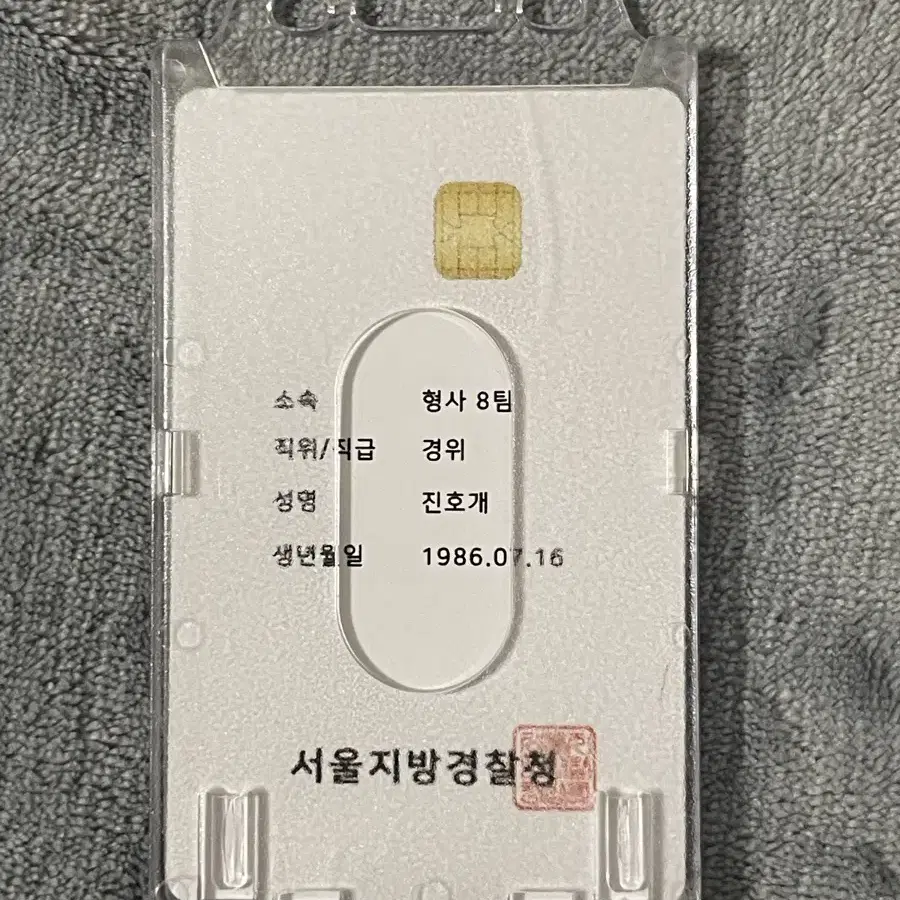 소속 형사 8팀
직위/직급 경위
성명 진호개
생년월일 1986.07.16
서울지방경찰청